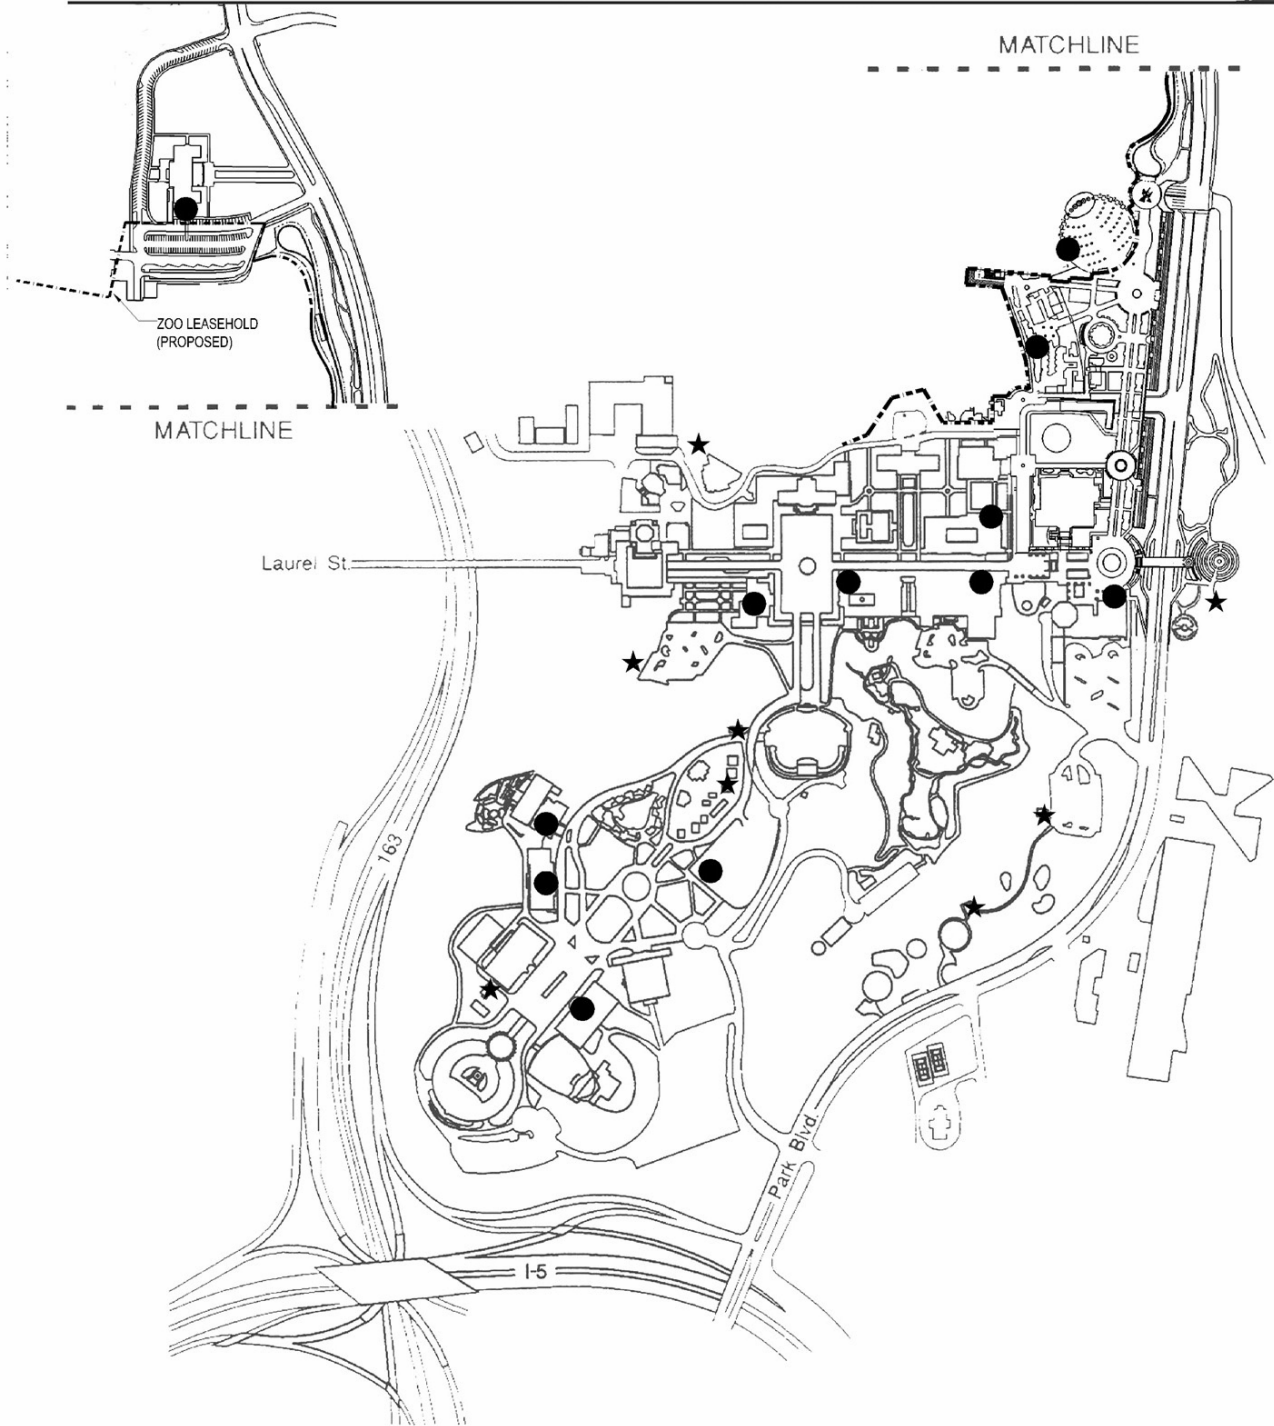 MATCHLINE
ZOO LEASEHOLD
(PROPOSED)
MATCHLINE
Laurel St.
163
Park Blvd.
I-5